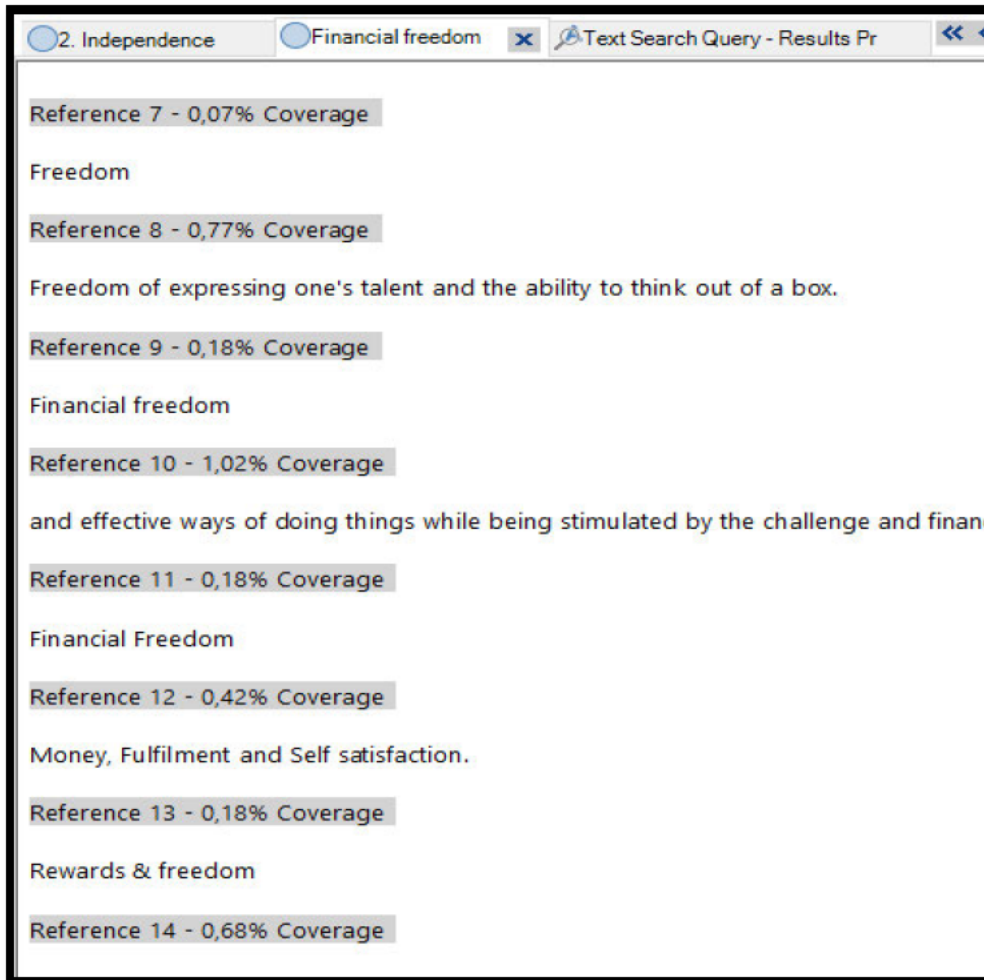 2. Independence
Financial freedom
Text Search Query - Results Pr
Reference 7 - 0,07% Coverage
Freedom
Reference 8 - 0,77% Coverage
Freedom of expressing one's talent and the ability to think out of a box.
Reference 9 - 0,18% Coverage
Financial freedom
Reference 10 - 1,02% Coverage
and effective ways of doing things while being stimulated by the challenge and finan
Reference 11 - 0,18% Coverage
Financial Freedom
Reference 12 - 0,42% Coverage
Money, Fulfilment and Self satisfaction.
Reference 13 - 0,18% Coverage
Rewards & freedom
Reference 14 - 0,68% Coverage